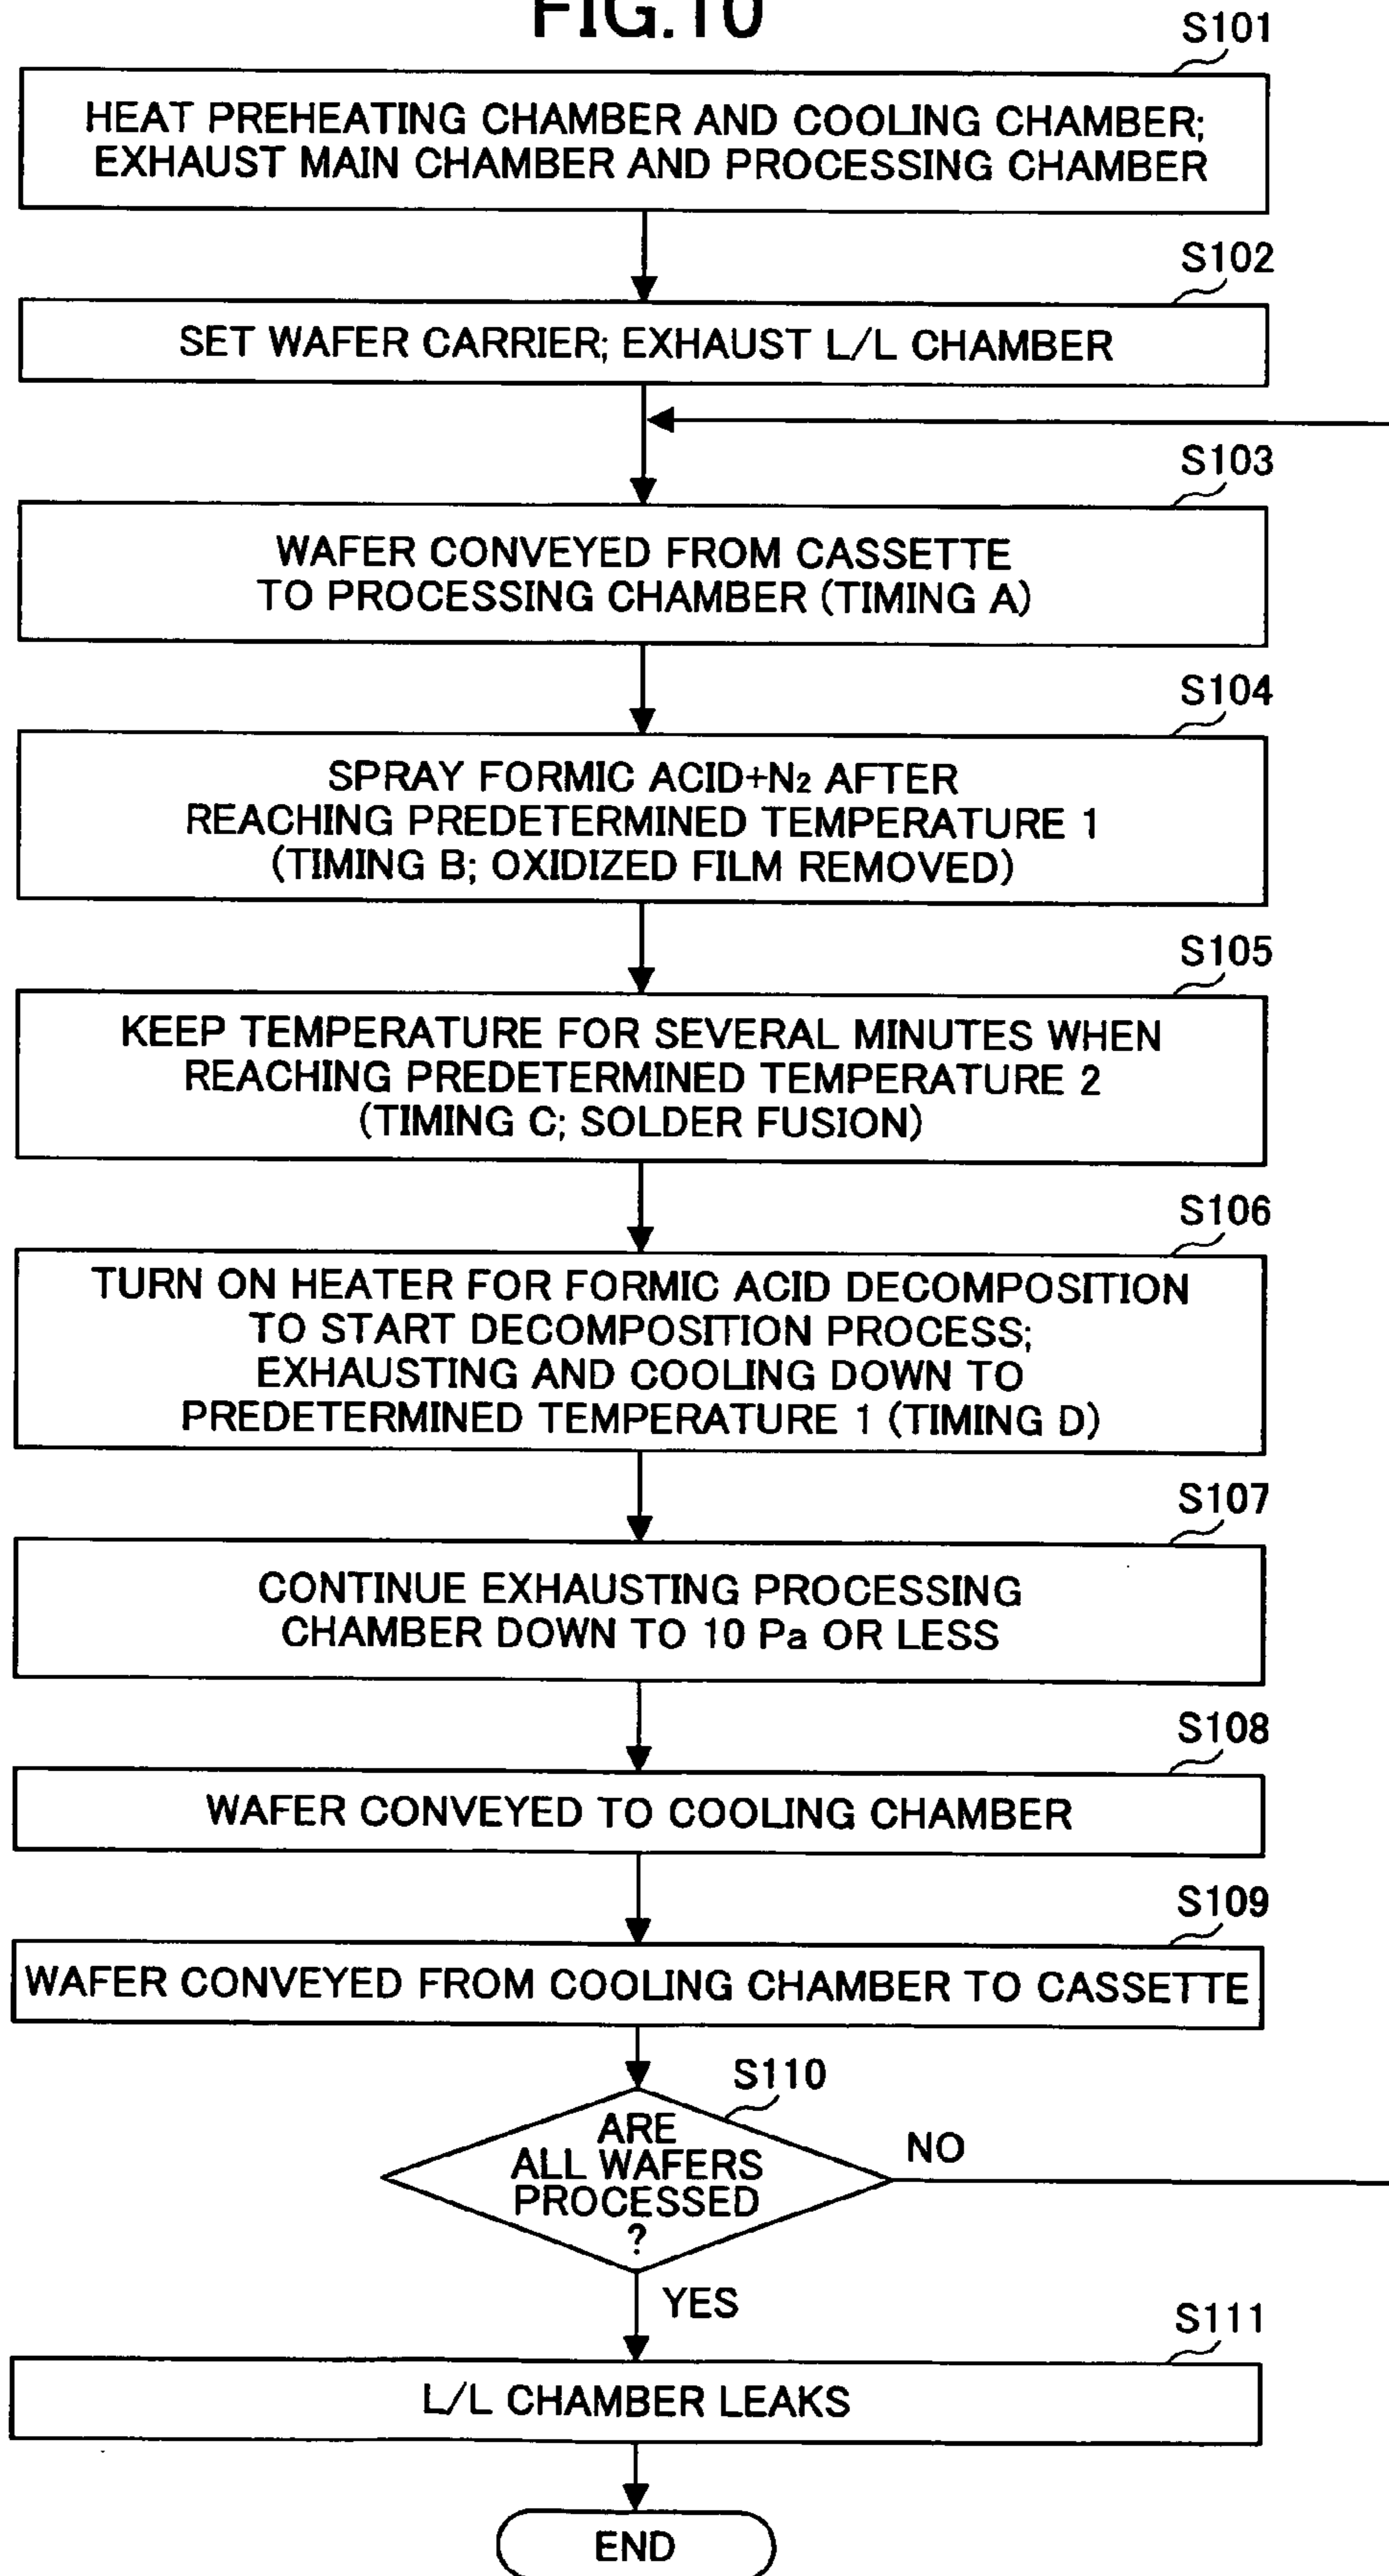 FIG.10
S101
HEAT PREHEATING CHAMBER AND COOLING CHAMBER;
EXHAUST MAIN CHAMBER AND PROCESSING CHAMBER
S102
SET WAFER CARRIER; EXHAUST L/L CHAMBER
S103
WAFER CONVEYED FROM CASSETTE
TO PROCESSING CHAMBER (TIMING A)
S104
SPRAY FORMIC ACID+N₂ AFTER
REACHING PREDETERMINED TEMPERATURE 1
(TIMING B; OXIDIZED FILM REMOVED)
S105
KEEP TEMPERATURE FOR SEVERAL MINUTES WHEN
REACHING PREDETERMINED TEMPERATURE 2
(TIMING C; SOLDER FUSION)
S106
TURN ON HEATER FOR FORMIC ACID DECOMPOSITION
TO START DECOMPOSITION PROCESS;
EXHAUSTING AND COOLING DOWN TO
PREDETERMINED TEMPERATURE 1 (TIMING D)
S107
CONTINUE EXHAUSTING PROCESSING
CHAMBER DOWN TO 10 Pa OR LESS
S108
WAFER CONVEYED TO COOLING CHAMBER
S109
WAFER CONVEYED FROM COOLING CHAMBER TO CASSETTE
S110
ARE
ALL WAFERS
PROCESSED
?
NO
YES
S111
L/L CHAMBER LEAKS
END